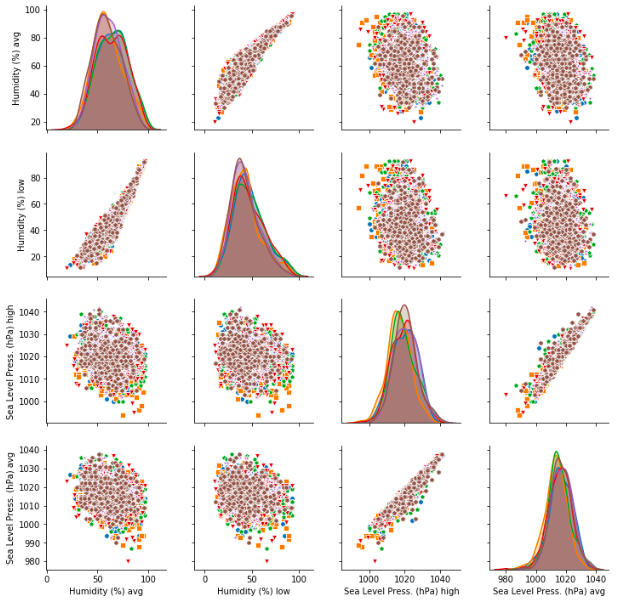 Humidity (%) avg
100
80
60
40
20
Humidity (%) low
80
60
40
20
Sea Level Press. (hPa) high
1040
1030
1020
1010
1000
Sea Level Press. (hPa) avg
1040
1030
1020
1010
1000
990
980
0 50 100
0 50 100
1000 1020 1040
980 1000 1020 1040
Humidity (%) avg
Humidity (%) low
Sea Level Press. (hPa) high
Sea Level Press. (hPa) avg